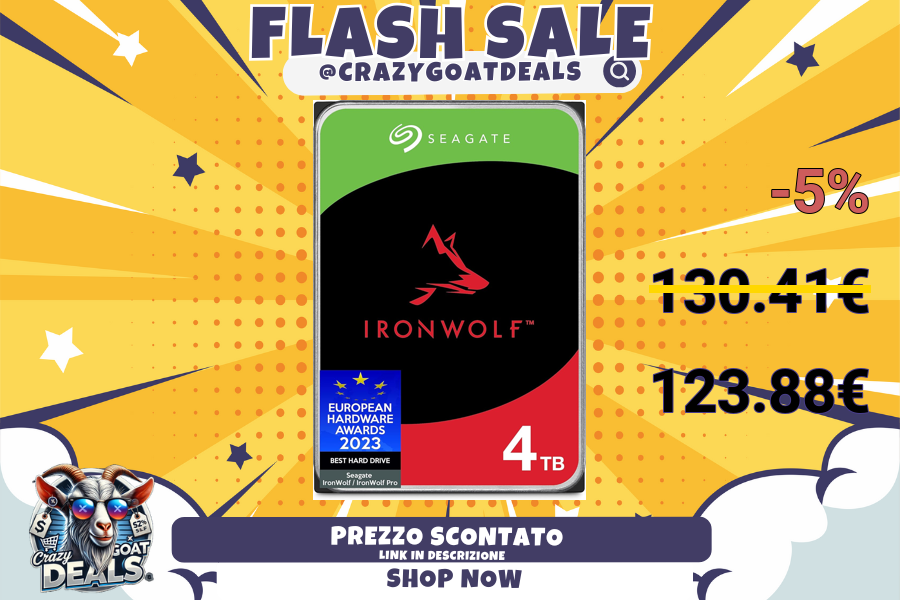 FLASH SALE
@CRAZYGOATDEALS
SEAGATE
IRONWOLF™
EUROPEAN
HARDWARE
AWARDS
2023
BEST HARD DRIVE
Seagate
IronWolf / IronWolf Pro
4TB
-5%
130.41€
123.88€
$
52%
Crazy
GOAT
DEALS
PREZZO SCONTATO
LINK IN DESCRIZIONE
SHOP NOW